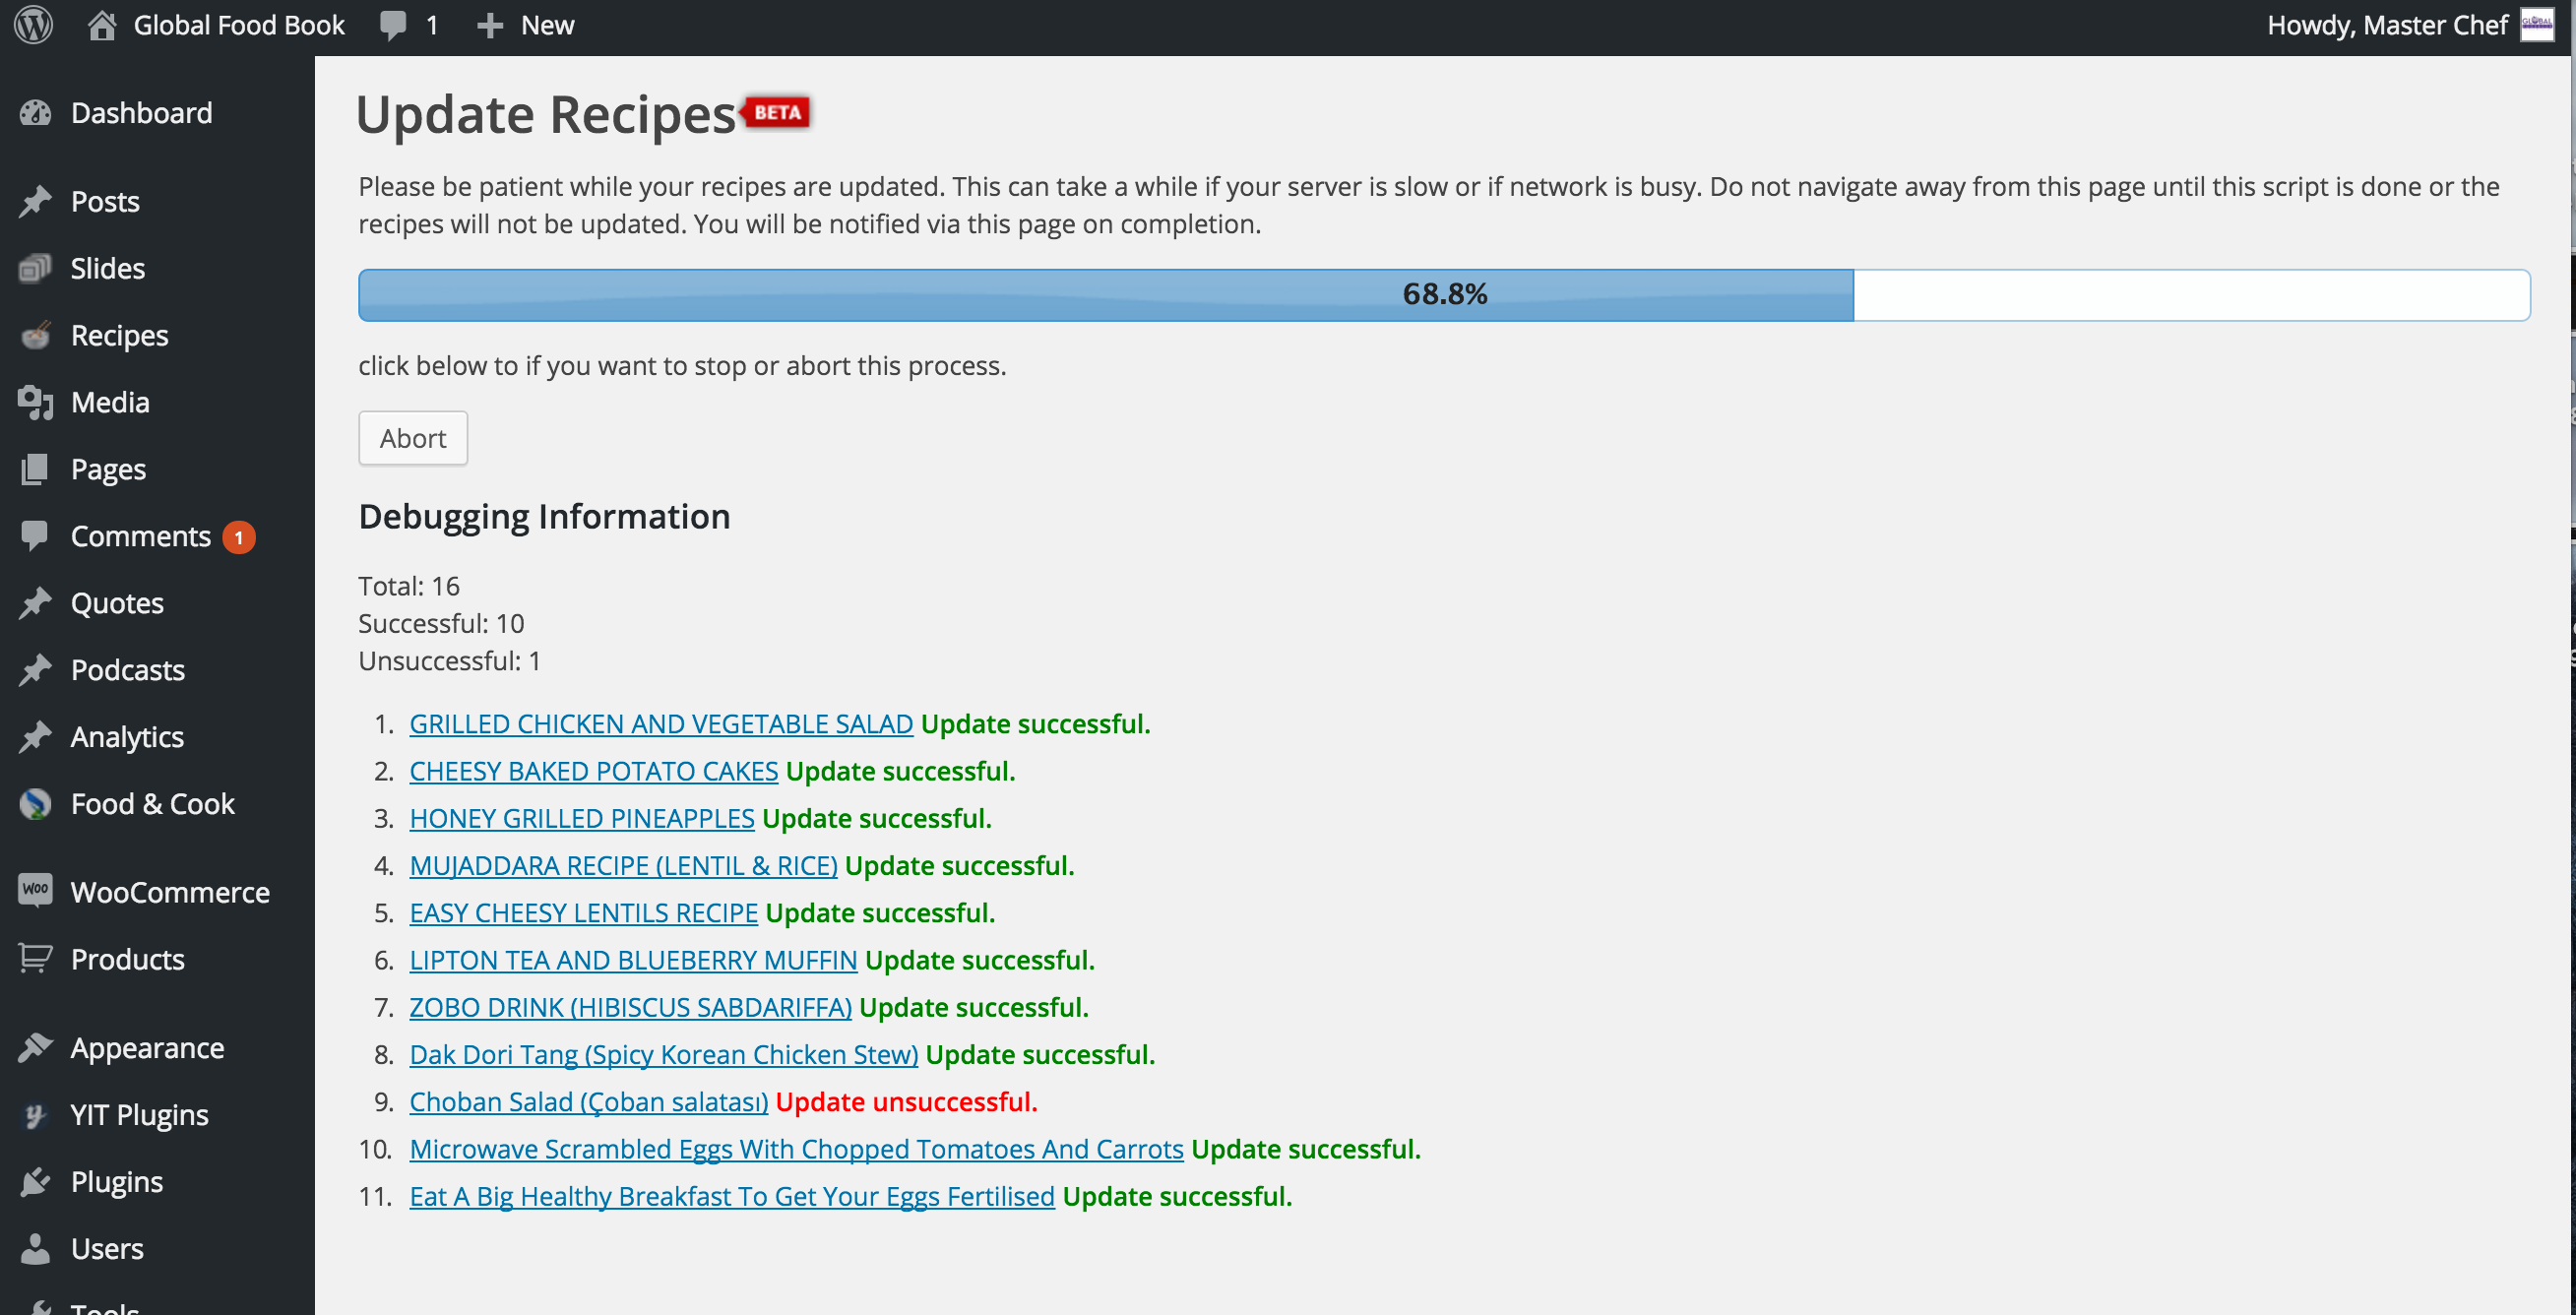 Global Food Book 1 New Howdy, Master Chef
Dashboard
Posts
Slides
Recipes
Media
Pages
Comments 1
Quotes
Podcasts
Analytics
Food & Cook
Woo WooCommerce
Products
Appearance
YIT Plugins
Plugins
Users
Tools
Update Recipes BETA
Please be patient while your recipes are updated. This can take a while if your server is slow or if network is busy. Do not navigate away from this page until this script is done or the
recipes will not be updated. You will be notified via this page on completion.
68.8%
click below to if you want to stop or abort this process.
Abort
Debugging Information
Total: 16
Successful: 10
Unsuccessful: 1
1. GRILLED CHICKEN AND VEGETABLE SALAD Update successful.
2. CHEESY BAKED POTATO CAKES Update successful.
3. HONEY GRILLED PINEAPPLES Update successful.
4. MUJADDARA RECIPE (LENTIL & RICE) Update successful.
5. EASY CHEESY LENTILS RECIPE Update successful.
6. LIPTON TEA AND BLUEBERRY MUFFIN Update successful.
7. ZOBO DRINK (HIBISCUS SABDARIFFA) Update successful.
8. Dak Dori Tang (Spicy Korean Chicken Stew) Update successful.
9. Choban Salad (Çoban salatası) Update unsuccessful.
10. Microwave Scrambled Eggs With Chopped Tomatoes And Carrots Update successful.
11. Eat A Big Healthy Breakfast To Get Your Eggs Fertilised Update successful.